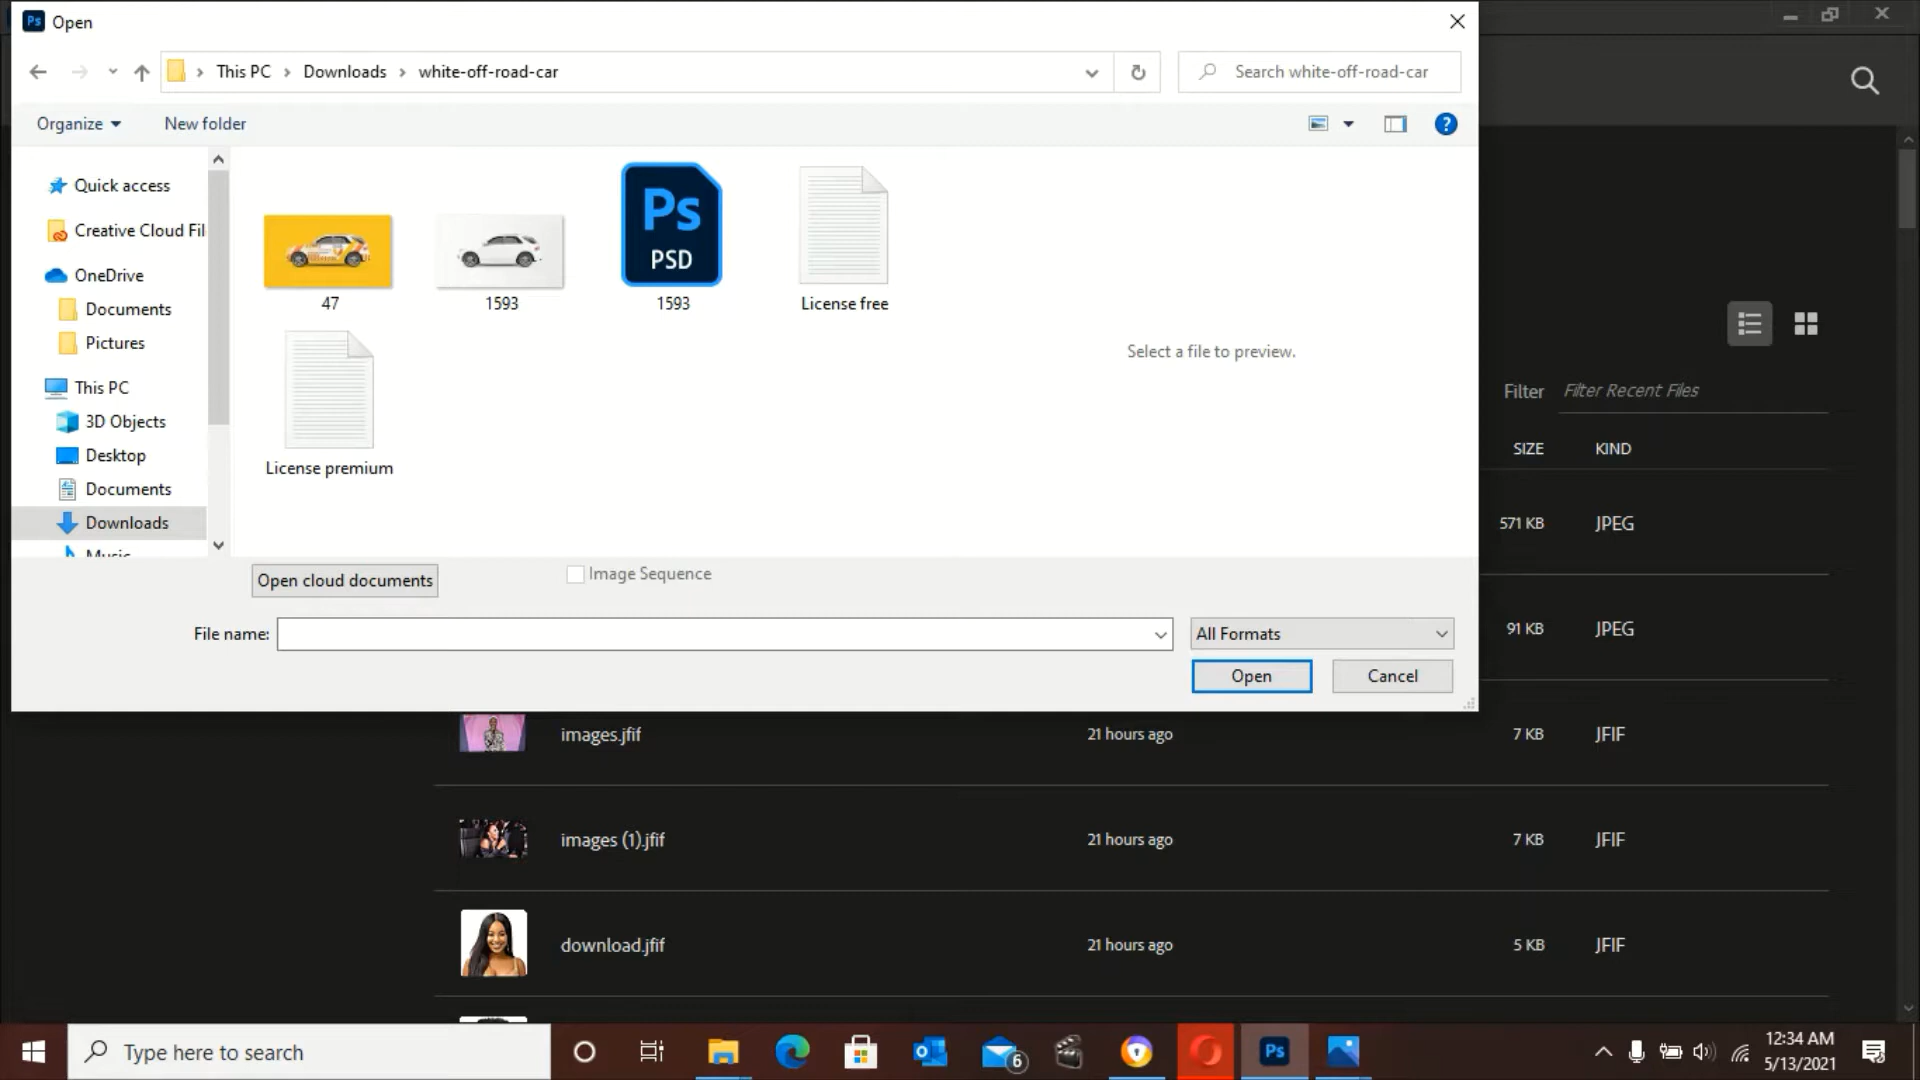 Ps Open
This PC > Downloads > white-off-road-car
Search white-off-road-car
Organize
New folder
?
Quick access
Creative Cloud Fil
OneDrive
Documents
Pictures
This PC
3D Objects
Desktop
Documents
Downloads
Music
47
1593
Ps
PSD
1593
License free
License premium
Select a file to preview.
Open cloud documents
Image Sequence
File name:
All Formats
Open
Cancel
Filter
Filter Recent Files
SIZE
KIND
571 KB
JPEG
91 KB
JPEG
images.jfif
21 hours ago
7 KB
JFIF
images (1).jfif
21 hours ago
7 KB
JFIF
download.jfif
21 hours ago
5 KB
JFIF
Type here to search
6
Ps
12:34 AM
5/13/2021